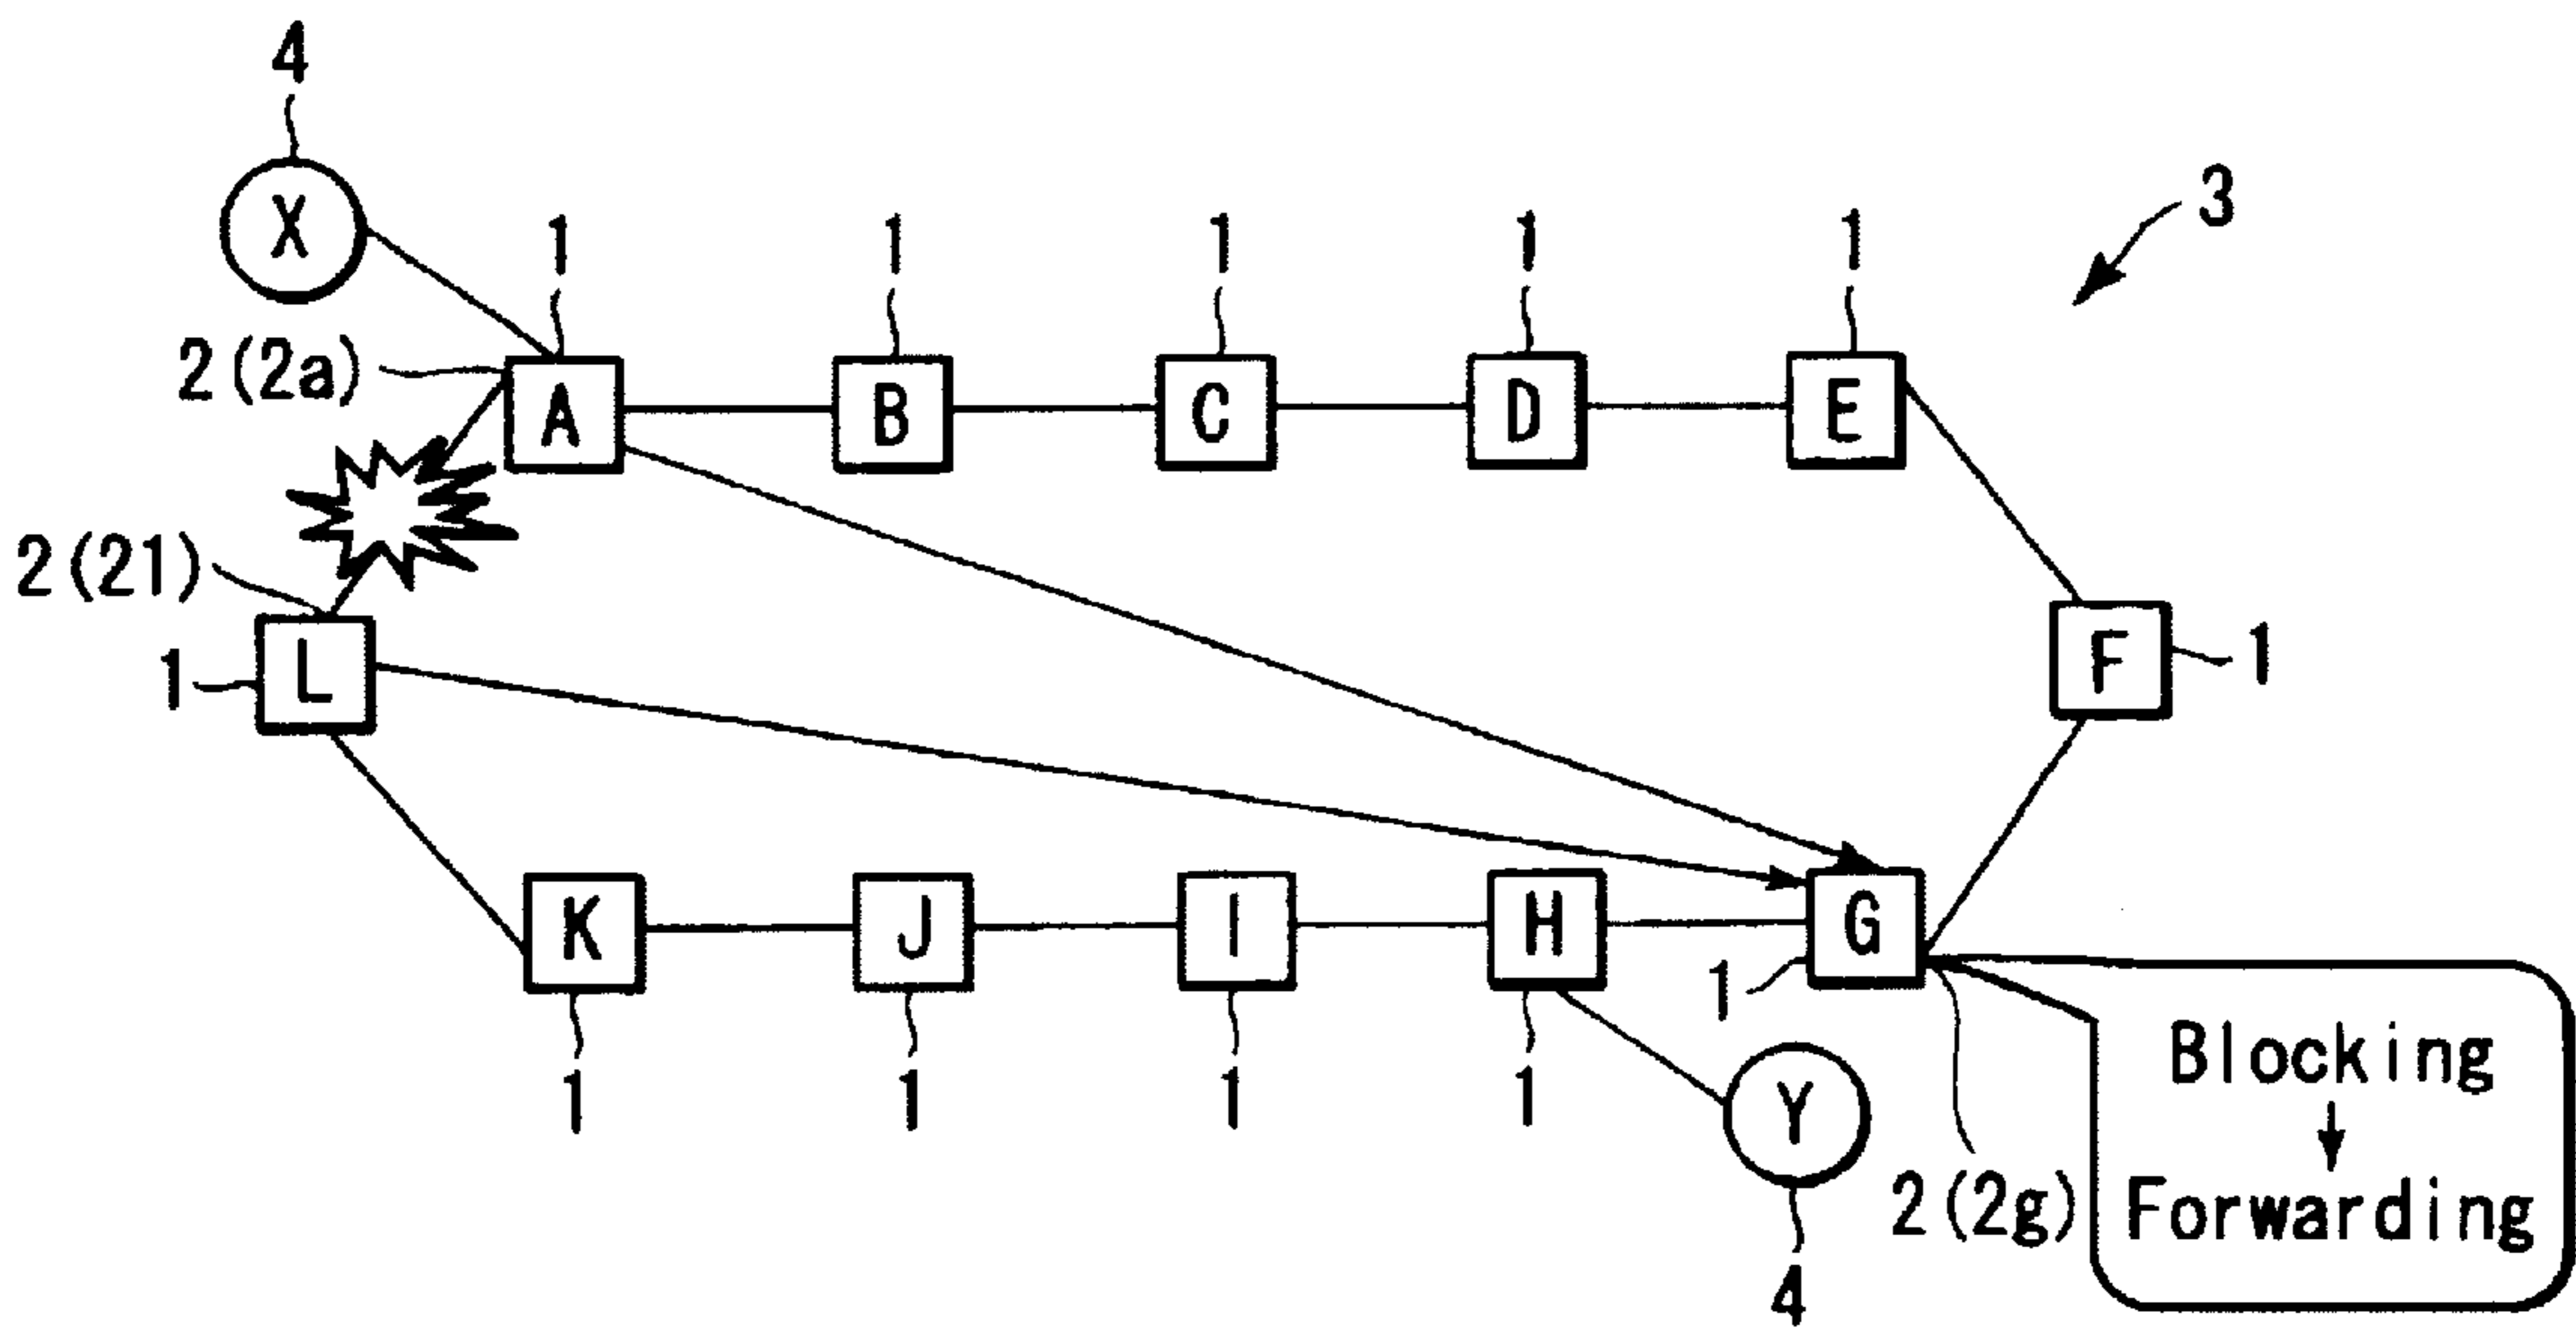 4
X
3
1 1 1 1 1
2(2a)
A B C D E
2(21)
1 L
F 1
K J I H G
1
1 1 1 1
Y
Blocking
↓
Forwarding
2(2g)
4